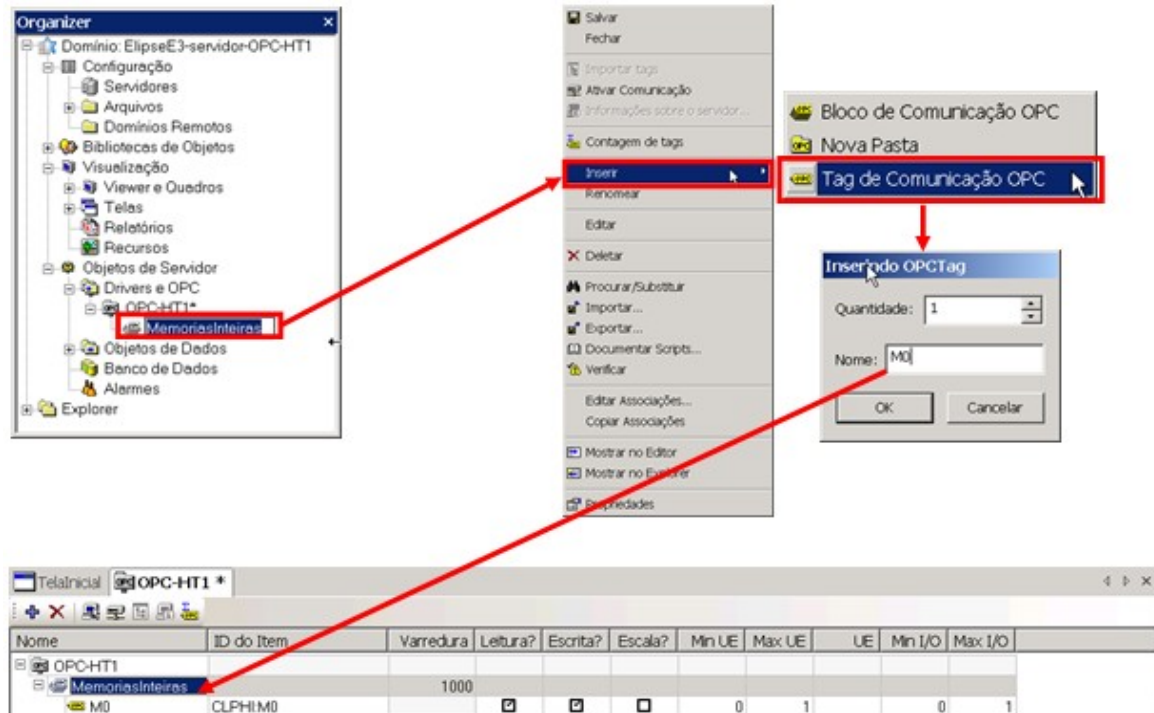 Organizer
Domínio: ElipseE3-servidor-OPC-HT1
Configuração
Servidores
Arquivos
Domínios Remotos
Bibliotecas de Objetos
Visualização
Viewer e Quadros
Telas
Relatórios
Recursos
Objetos de Servidor
Drivers e OPC
OPC-HT1*
MemoriasInteiras
Objetos de Dados
Banco de Dados
Alarmes
Explorer
Salvar
Fechar
Importar tags
Ativar Comunicação
Informações sobre o servidor...
Contagem de tags
Inserir
Renomear
Editar
Deletar
Procurar/Substituir
Importar...
Exportar...
Documentar Scripts...
Verificar
Editar Associações...
Copiar Associações
Mostrar no Editor
Mostrar no Explorer
Propriedades
Bloco de Comunicação OPC
Nova Pasta
Tag de Comunicação OPC
Inserindo OPCTag
Quantidade: 1
Nome: M0
OK Cancelar
TelaInicial OPC-HT1 *
Nome ID do Item Varredura Leitura? Escrita? Escala? Min UE Max UE UE Min I/O Max I/O
OPC-HT1
MemoriasInteiras 1000
M0 CLPHI:M0 0 1 0 1